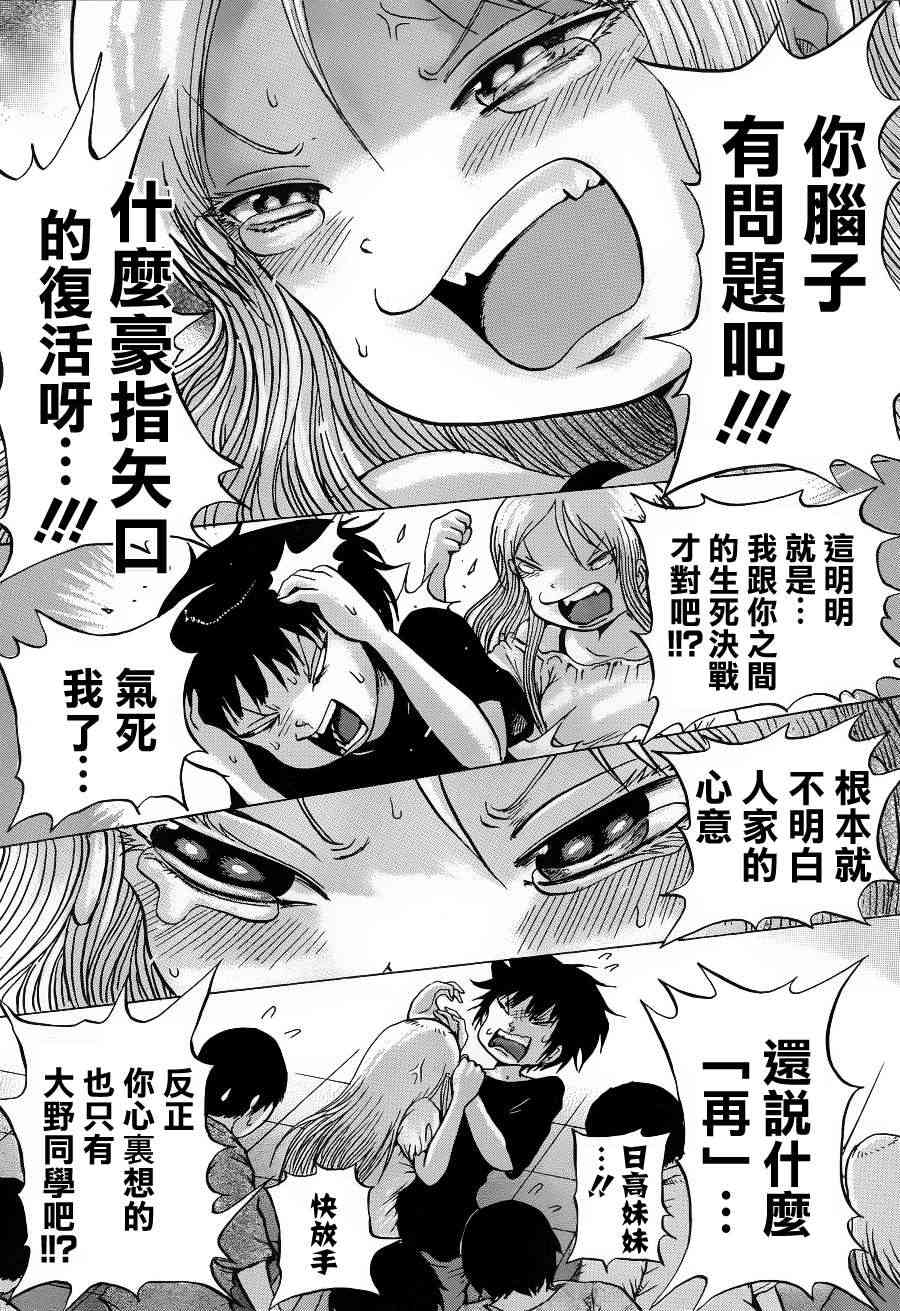 你腦子
有問題吧!!!
什麼豪指矢口
的復活呀…!!!
這明明
就是…
我跟你之間
的生死決戰
才對吧!!?
氣死
我了…
根本就
不明白
人家的
心意
還說什麼
「再」…
日高妹妹
…!!
快放手
反正
你心裏想的
也只有
大野同學吧!!?